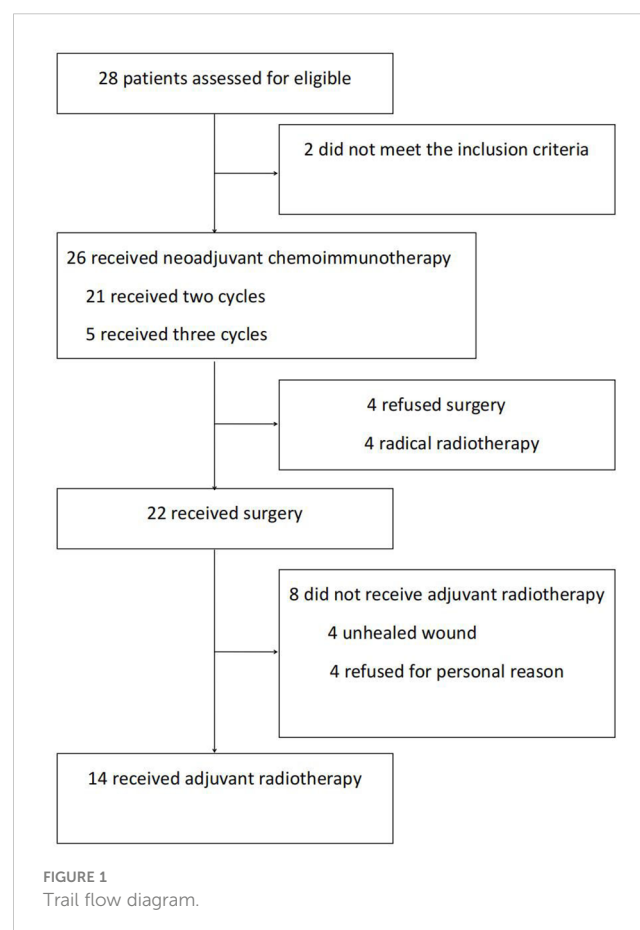 28 patients assessed for eligible
2 did not meet the inclusion criteria
26 received neoadjuvant chemoimmunotherapy
21 received two cycles
5 received three cycles
4 refused surgery
4 radical radiotherapy
22 received surgery
8 did not receive adjuvant radiotherapy
4 unhealed wound
4 refused for personal reason
14 received adjuvant radiotherapy
FIGURE 1
Trail flow diagram.